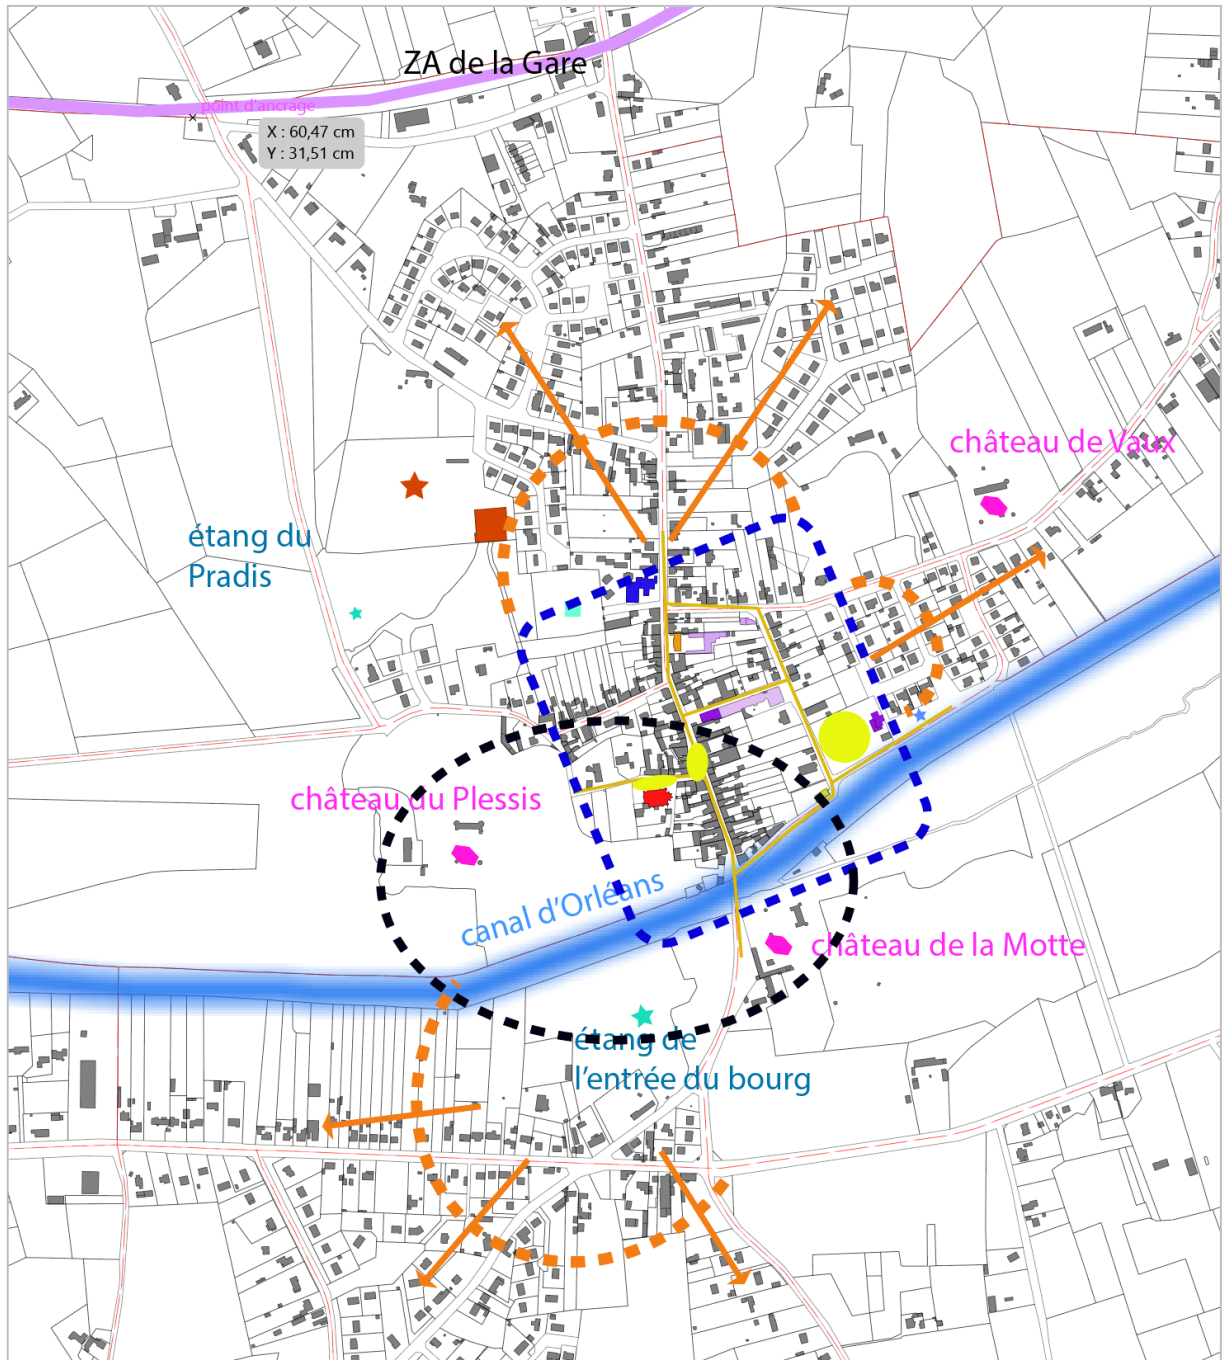 ZA de la Gare
point d'ancrage
X : 60,47 cm
Y : 31,51 cm
château de Vaux
étang du
Pradis
château du Plessis
canal d'Orléans
château de la Motte
étang de
l'entrée du bourg